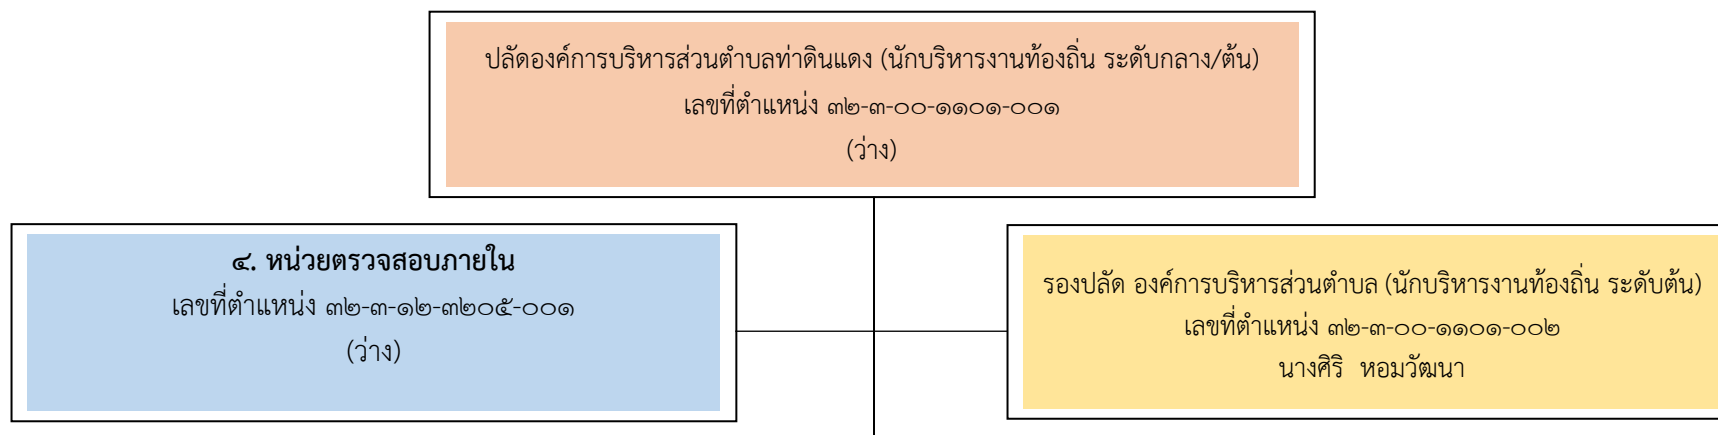 ปลัดองค์การบริหารส่วนตำบลท่าดินแดง (นักบริหารงานท้องถิ่น ระดับกลาง/ต้น)
เลขที่ตำแหน่ง ๓๒-๓-๐๐-๑๑๐๑-๐๐๑
(ว่าง)
๔. หน่วยตรวจสอบภายใน
เลขที่ตำแหน่ง ๓๒-๓-๑๒-๓๒๐๕-๐๐๑
(ว่าง)
รองปลัด องค์การบริหารส่วนตำบล (นักบริหารงานท้องถิ่น ระดับต้น)
เลขที่ตำแหน่ง ๓๒-๓-๐๐-๑๑๐๑-๐๐๒
นางศิริ  หอมวัฒนา